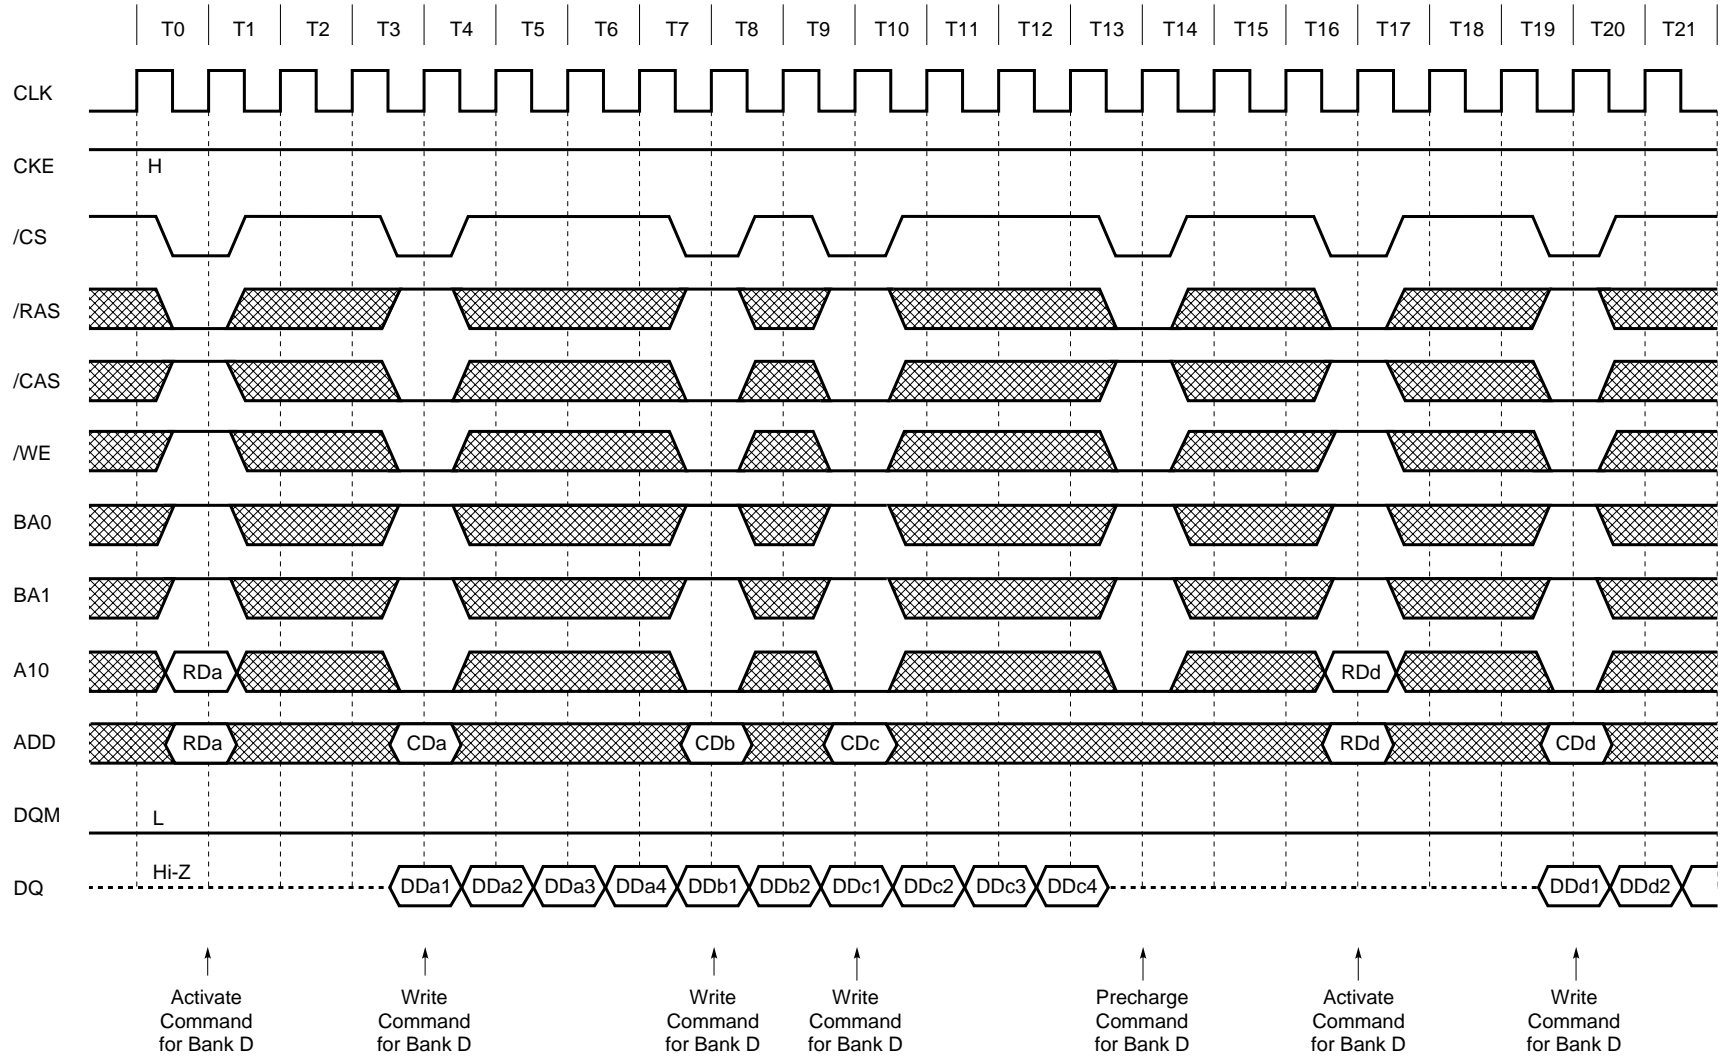 T0 T1 T2 T3 T4 T5 T6 T7 T8 T9 T10 T11 T12 T13 T14 T15 T16 T17 T18 T19 T20 T21
CLK
CKE H
/CS
/RAS
/CAS
/WE
BA0
BA1
A10 RDa RDd
ADD RDa CDa CDb CDc RDd CDd
DQM L
Hi-Z
DQ DDa1 DDa2 DDa3 DDa4 DDb1 DDb2 DDc1 DDc2 DDc3 DDc4 DDd1 DDd2
Activate Write Write Write Precharge Activate Write
Command Command Command Command Command Command Command
for Bank D for Bank D for Bank D for Bank D for Bank D for Bank D for Bank D